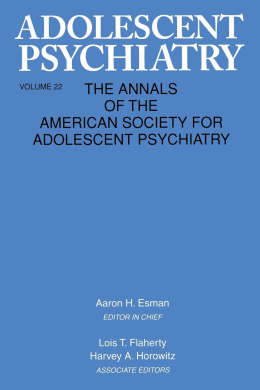 ADOLESCENT
PSYCHIATRY
VOLUME 22
THE ANNALS
OF THE
AMERICAN SOCIETY FOR
ADOLESCENT PSYCHIATRY
Aaron H. Esman
EDITOR IN CHIEF
Lois T. Flaherty
Harvey A. Horowitz
ASSOCIATE EDITORS